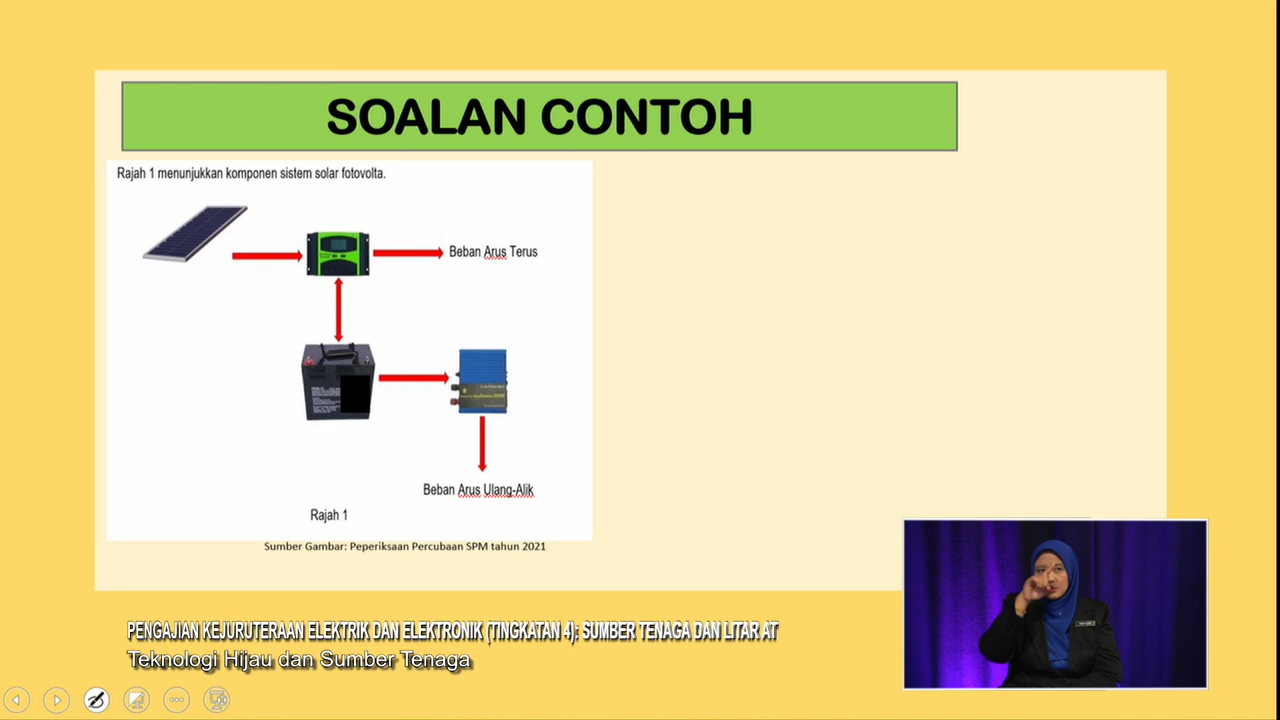 SOALAN CONTOH
Rajah 1 menunjukkan komponen sistem solar fotovolta.
Beban Arus Terus
Beban Arus Ulang-Alik
Rajah 1
Sumber Gambar: Peperiksaan Percubaan SPM tahun 2021
PENGAJIAN KEJURUTERAAN ELEKTRIK DAN ELEKTRONIK (TINGKATAN 4): SUMBER TENAGA DAN LITAR AT
Teknologi Hijau dan Sumber Tenaga